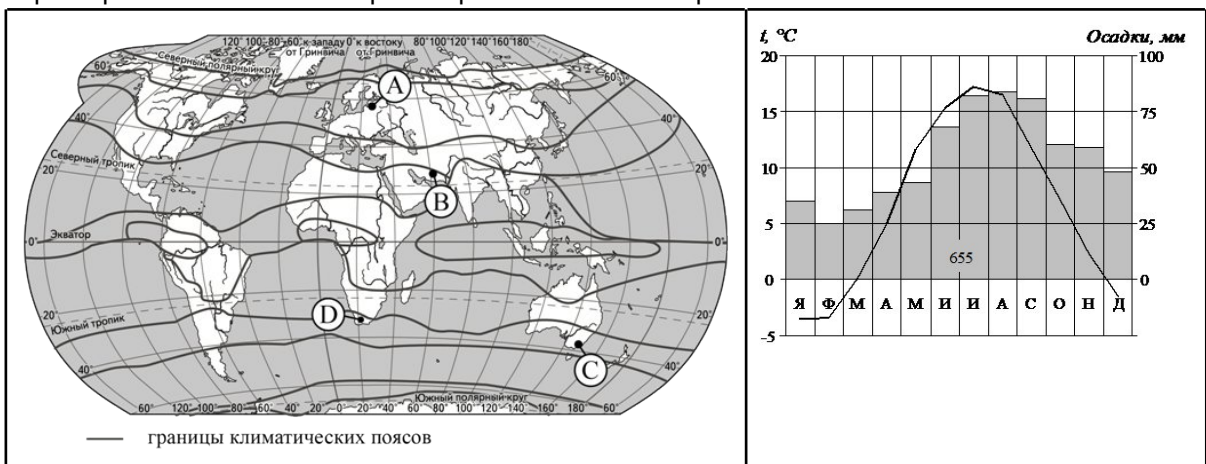 120° 100° 80° 60° к западу 0° к востоку 80° 100° 120° 140° 160° 180°
от Гринвича от Гринвича
Северный полярный круг
60° 60°
A
40° 40°
Северный тропик
20° 20°
B
Экватор
0° 0°
D
20° 20°
Южный тропик
C
40° 40°
Южный полярный круг
60° 120° 100° 80° 60° 40° 20° 0° 20° 40° 60° 80° 100° 120° 140° 160° 180° 60°
границы климатических поясов
t, °C Осадки, мм
20 100
15 75
10 50
5 25
655
0 0
Я Ф М А М И И А С О Н Д
-5